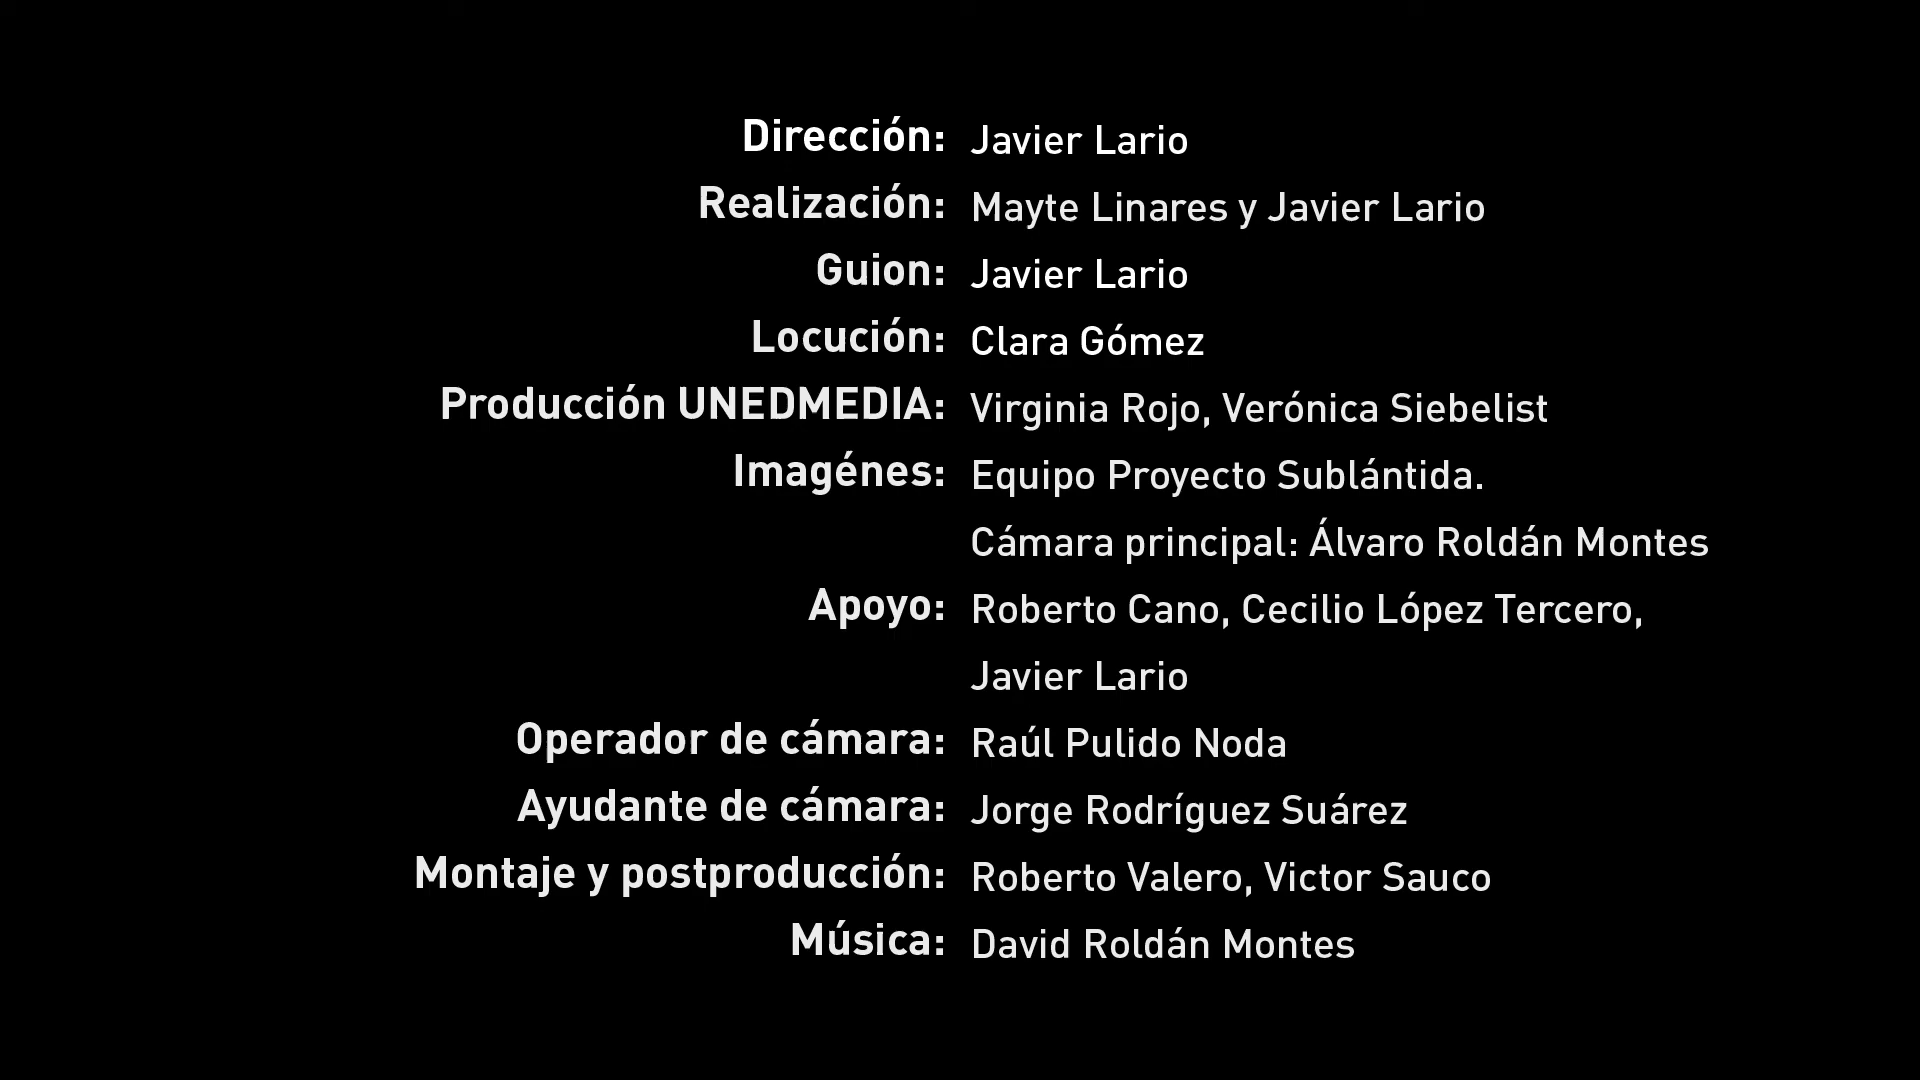 Dirección: Javier Lario
Realización: Mayte Linares y Javier Lario
Guion: Javier Lario
Locución: Clara Gómez
Producción UNEDMEDIA: Virginia Rojo, Verónica Siebelist
Imagénes: Equipo Proyecto Sublántida.
Cámara principal: Álvaro Roldán Montes
Apoyo: Roberto Cano, Cecilio López Tercero,
Javier Lario
Operador de cámara: Raúl Pulido Noda
Ayudante de cámara: Jorge Rodríguez Suárez
Montaje y postproducción: Roberto Valero, Victor Sauco
Música: David Roldán Montes